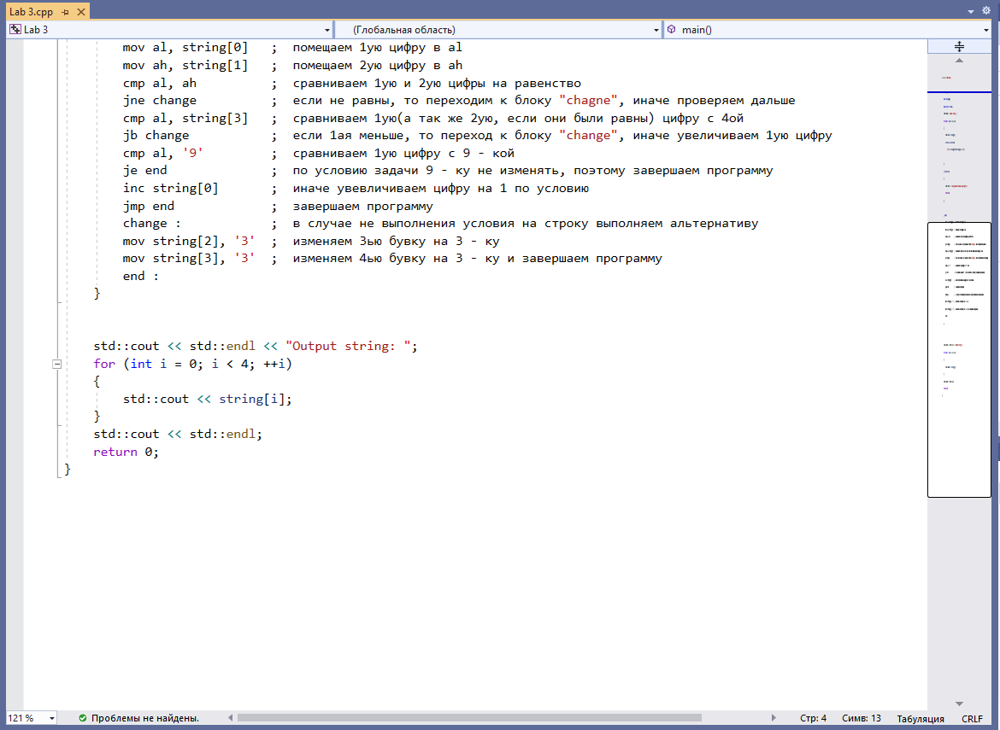 Lab 3.cpp
Lab 3 (Глобальная область) main()
mov al, string[0] ; помещаем 1ую цифру в al
mov ah, string[1] ; помещаем 2ую цифру в ah
cmp al, ah ; сравниваем 1ую и 2ую цифры на равенство
jne change ; если не равны, то переходим к блоку "chagne", иначе проверяем дальше
cmp al, string[3] ; сравниваем 1ую(а так же 2ую, если они были равны) цифру с 4ой
jb change ; если 1ая меньше, то переход к блоку "change", иначе увеличиваем 1ую цифру
cmp al, '9' ; сравниваем 1ую цифру с 9 - кой
je end ; по условию задачи 9 - ку не изменять, поэтому завершаем программу
inc string[0] ; иначе увевличиваем цифру на 1 по условию
jmp end ; завершаем программу
change : ; в случае не выполнения условия на строку выполняем альтернативу
mov string[2], '3' ; изменяем 3ью бувку на 3 - ку
mov string[3], '3' ; изменяем 4ью бувку на 3 - ку и завершаем программу
end :
}
std::cout << std::endl << "Output string: ";
for (int i = 0; i < 4; ++i)
{
std::cout << string[i];
}
std::cout << std::endl;
return 0;
}
121 % Проблемы не найдены. Стр: 4 Симв: 13 Табуляция CRLF